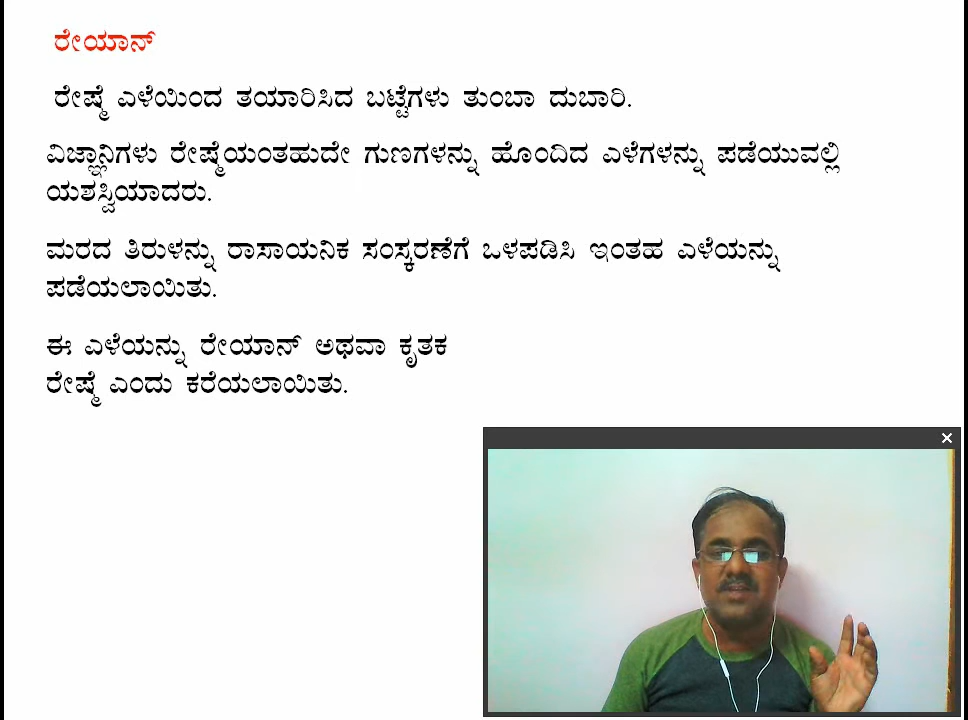 ರೇಯಾನ್
ರೇಷ್ಮೆ ಎಳೆಯಿಂದ ತಯಾರಿಸಿದ ಬಟ್ಟೆಗಳು ತುಂಬಾ ದುಬಾರಿ.
ವಿಜ್ಞಾನಿಗಳು ರೇಷ್ಮೆಯಂತಹುದೇ ಗುಣಗಳನ್ನು ಹೊಂದಿದ ಎಳೆಗಳನ್ನು ಪಡೆಯುವಲ್ಲಿ
ಯಶಸ್ವಿಯಾದರು.
ಮರದ ತಿರುಳನ್ನು ರಾಸಾಯನಿಕ ಸಂಸ್ಕರಣೆಗೆ ಒಳಪಡಿಸಿ ಇಂತಹ ಎಳೆಯನ್ನು
ಪಡೆಯಲಾಯಿತು.
ಈ ಎಳೆಯನ್ನು ರೇಯಾನ್ ಅಥವಾ ಕೃತಕ
ರೇಷ್ಮೆ ಎಂದು ಕರೆಯಲಾಯಿತು.